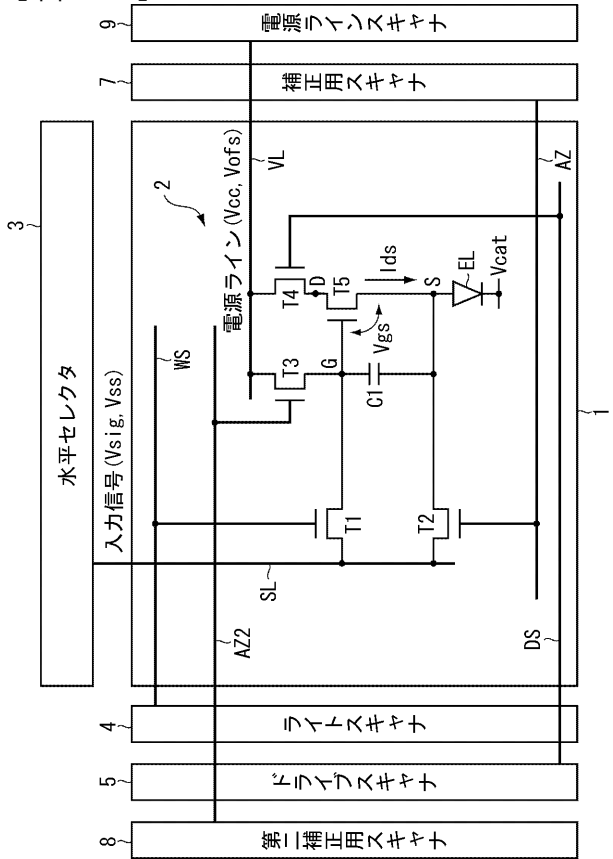 3
水平セレクタ
入力信号(Vsig,Vss)
9
電源ラインスキャナ
7
補正用スキャナ
電源ライン(Vcc,Vofs)
VL
2
WS
AZ
T4
D
T5
Ids
S
EL
Vcat
T3
G
Vgs
C1
T1
T2
SL
AZ2
DS
1
4
ライトスキャナ
5
ドライブスキャナ
8
第二補正用スキャナ